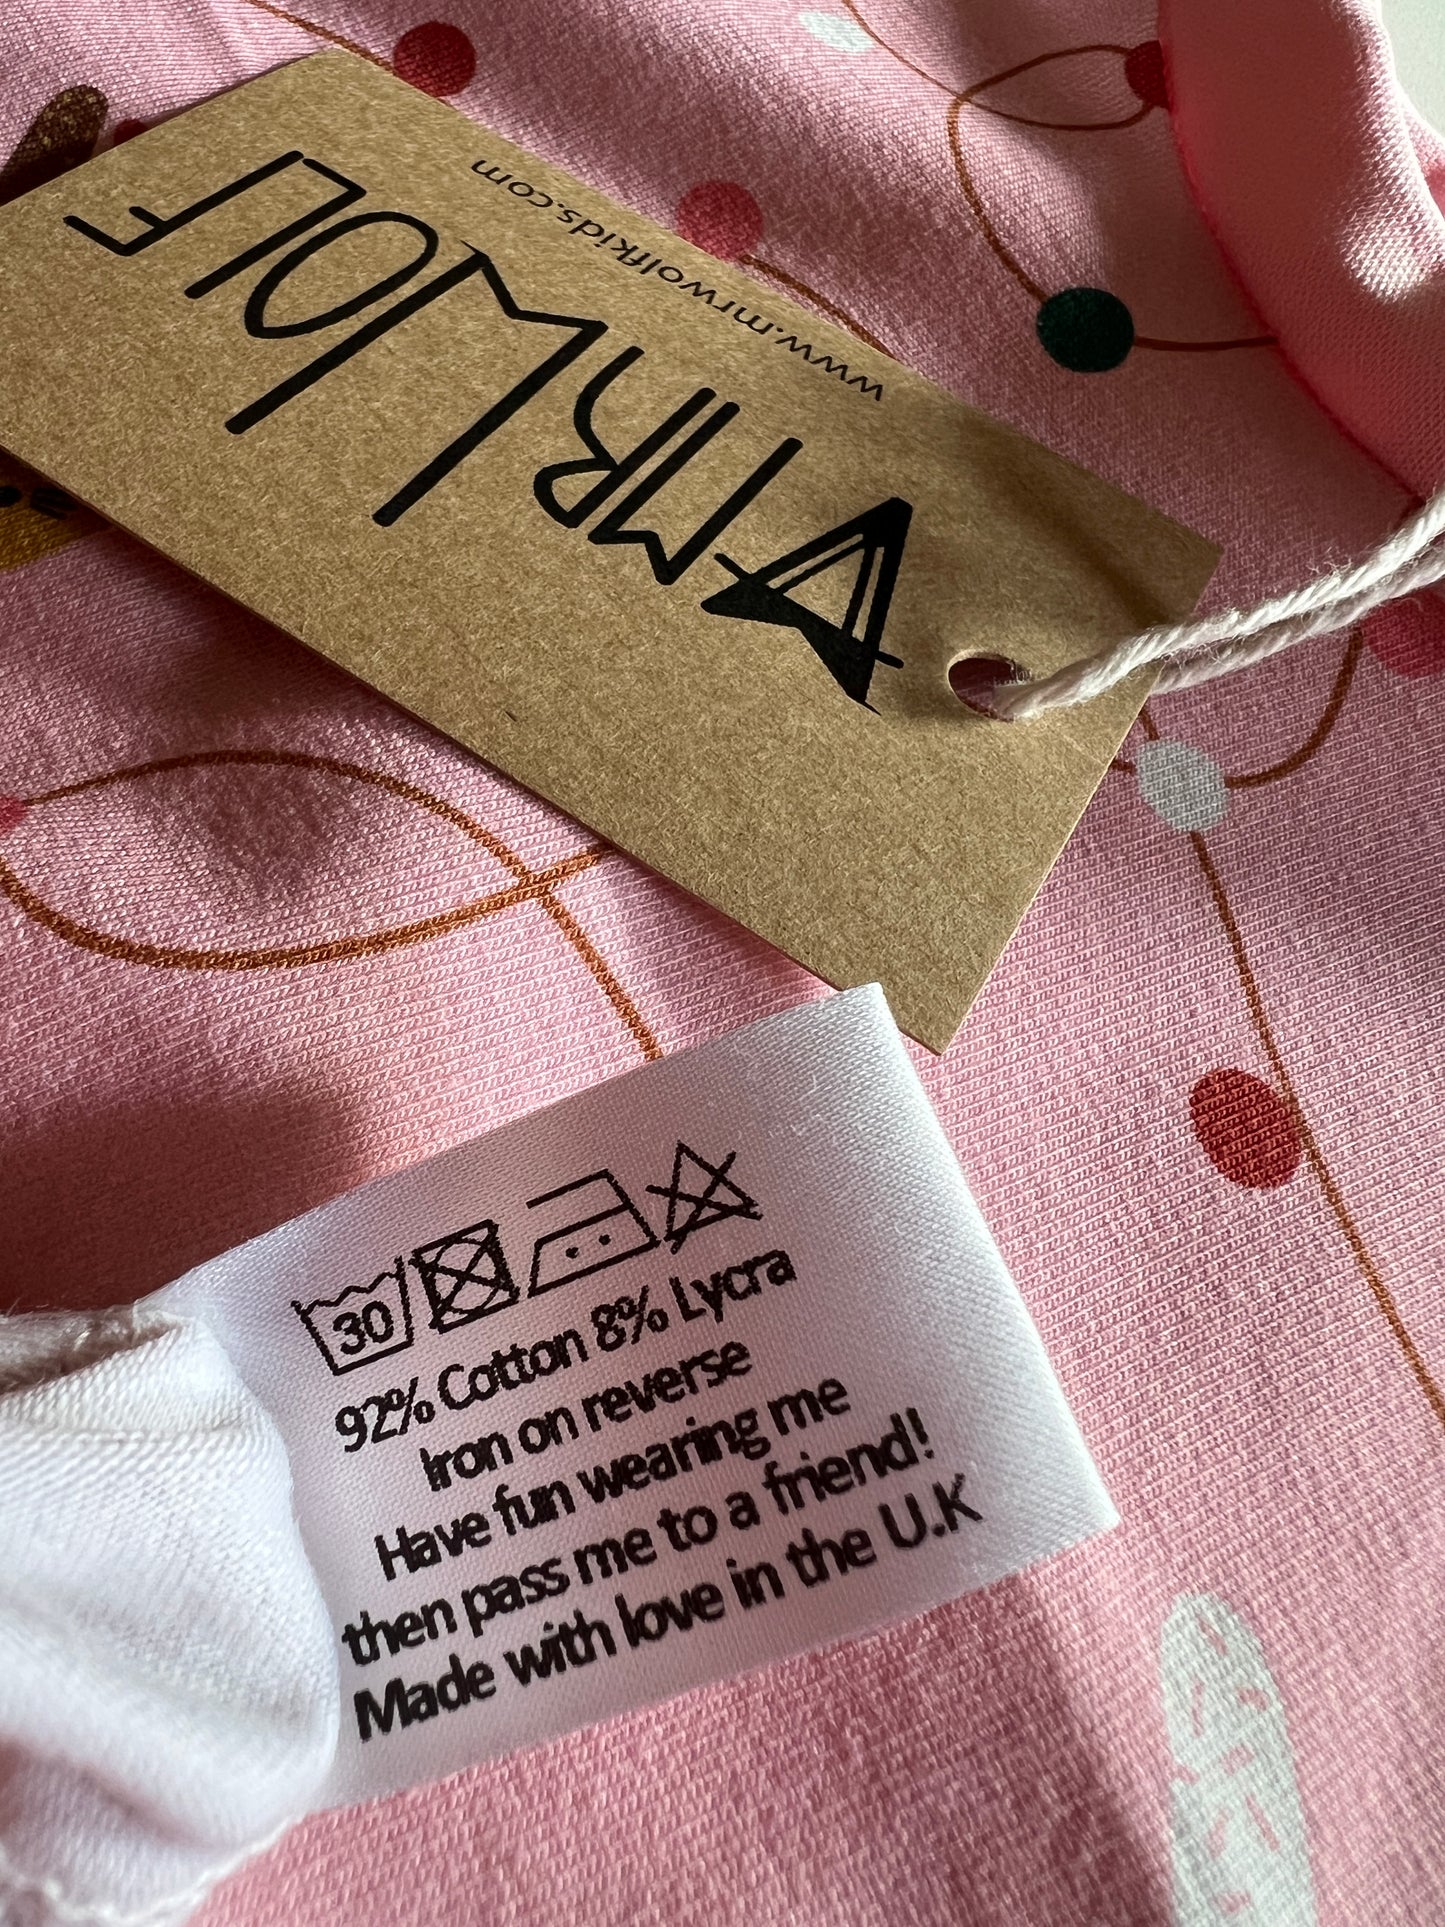 MR WOLF
www.mrwolfkids.com
30
92% Cotton 8% Lycra
Iron on reverse
Have fun wearing me
then pass me to a friend!
Made with love in the U.K